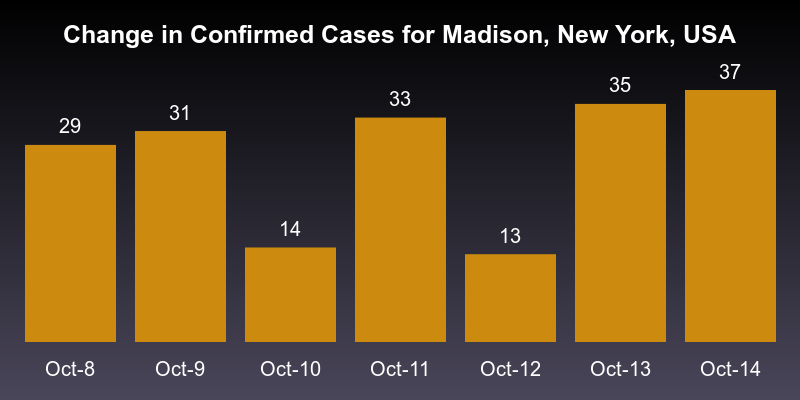 Change in Confirmed Cases for Madison, New York, USA
29 31 14 33 13 35 37
Oct-8 Oct-9 Oct-10 Oct-11 Oct-12 Oct-13 Oct-14